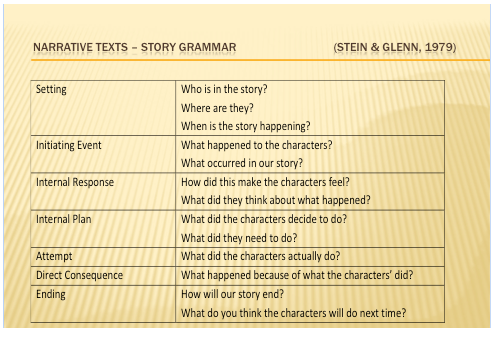 NARRATIVE TEXTS – STORY GRAMMAR (STEIN & GLENN, 1979)
Setting Who is in the story?
Where are they?
When is the story happening?
Initiating Event What happened to the characters?
What occurred in our story?
Internal Response How did this make the characters feel?
What did they think about what happened?
Internal Plan What did the characters decide to do?
What did they need to do?
Attempt What did the characters actually do?
Direct Consequence What happened because of what the characters' did?
Ending How will our story end?
What do you think the characters will do next time?